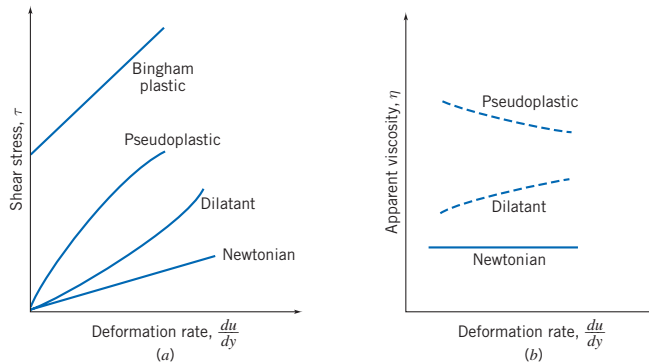 Shear stress, τ
Bingham
plastic
Pseudoplastic
Dilatant
Newtonian
Deformation rate, du/dy
(a)
Apparent viscosity, η
Pseudoplastic
Dilatant
Newtonian
Deformation rate, du/dy
(b)